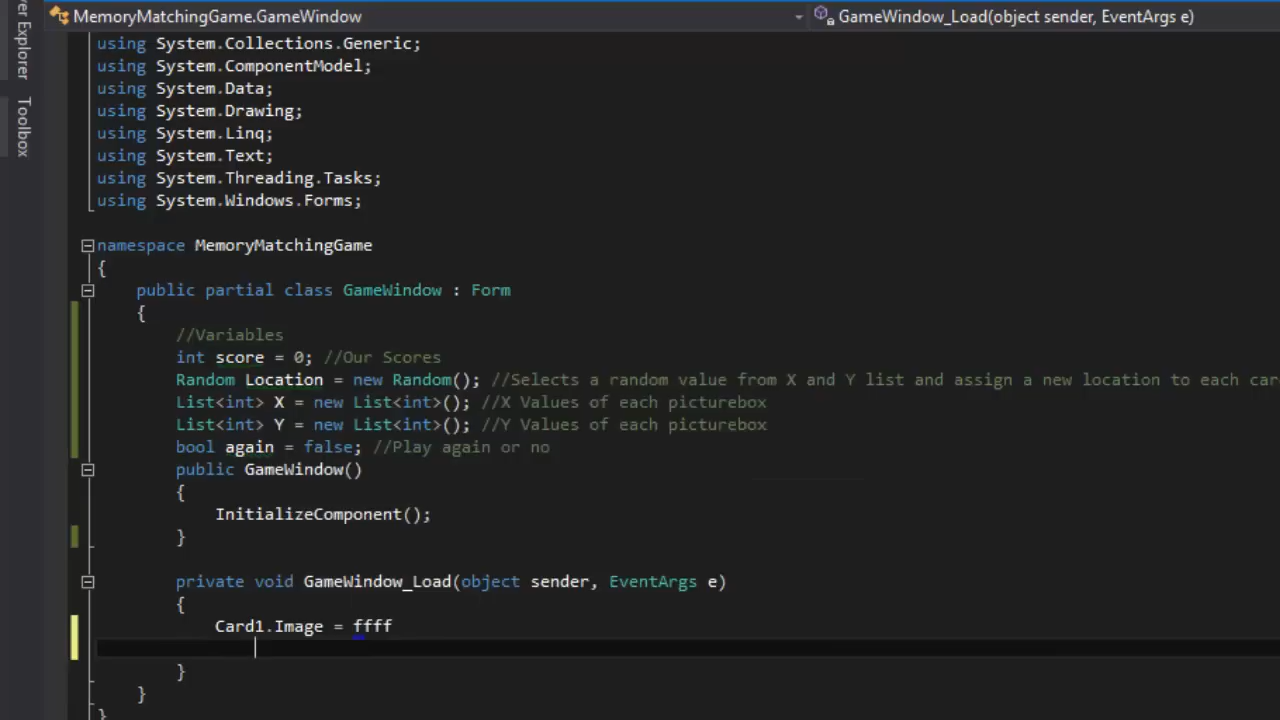 MemoryMatchingGame.GameWindow
GameWindow_Load(object sender, EventArgs e)
er Explorer
Toolbox
using System.Collections.Generic;
using System.ComponentModel;
using System.Data;
using System.Drawing;
using System.Linq;
using System.Text;
using System.Threading.Tasks;
using System.Windows.Forms;
namespace MemoryMatchingGame
{
public partial class GameWindow : Form
{
//Variables
int score = 0; //Our Scores
Random Location = new Random(); //Selects a random value from X and Y list and assign a new location to each car
List<int> X = new List<int>(); //X Values of each picturebox
List<int> Y = new List<int>(); //Y Values of each picturebox
bool again = false; //Play again or no
public GameWindow()
{
InitializeComponent();
}
private void GameWindow_Load(object sender, EventArgs e)
{
Card1.Image = ffff
}
}
}